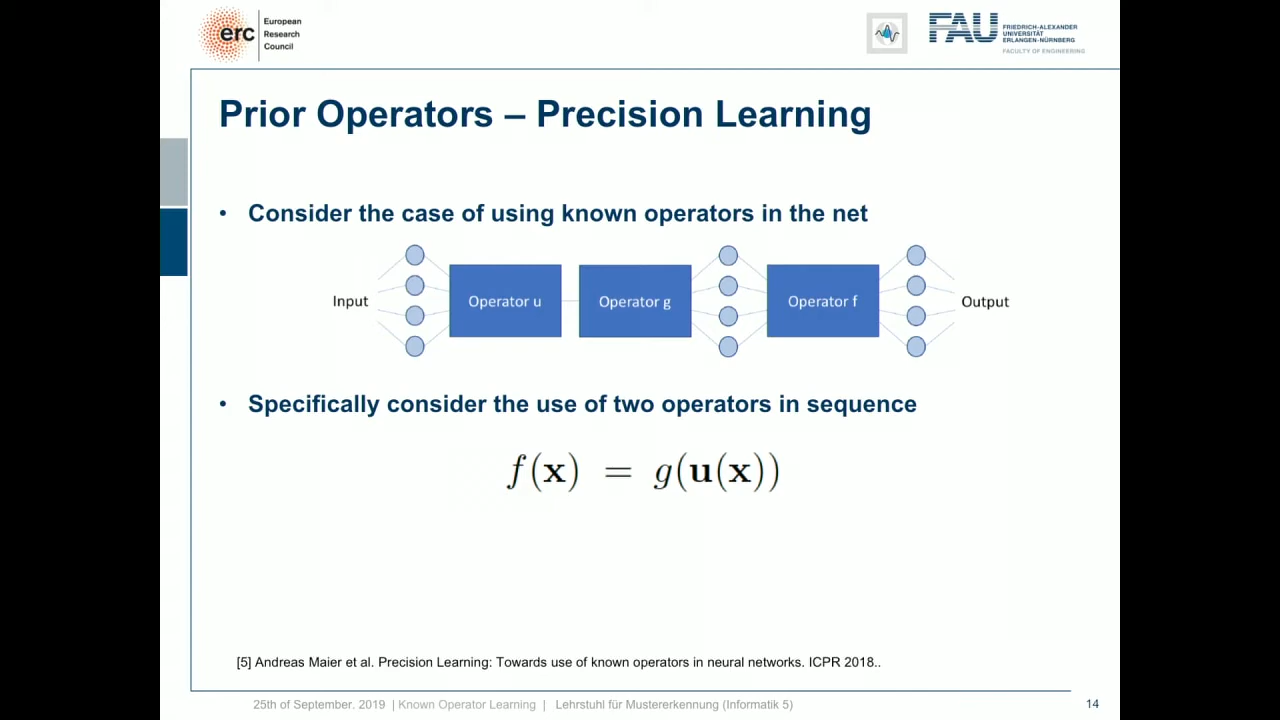 erc
European
Research
Council
FAU
FRIEDRICH-ALEXANDER
UNIVERSITÄT
ERLANGEN-NÜRNBERG
FACULTY OF ENGINEERING
Prior Operators – Precision Learning
• Consider the case of using known operators in the net
Input Operator u Operator g Operator f Output
• Specifically consider the use of two operators in sequence
f(x) = g(u(x))
[5] Andreas Maier et al. Precision Learning: Towards use of known operators in neural networks. ICPR 2018..
25th of September. 2019 | Known Operator Learning | Lehrstuhl für Mustererkennung (Informatik 5) 14